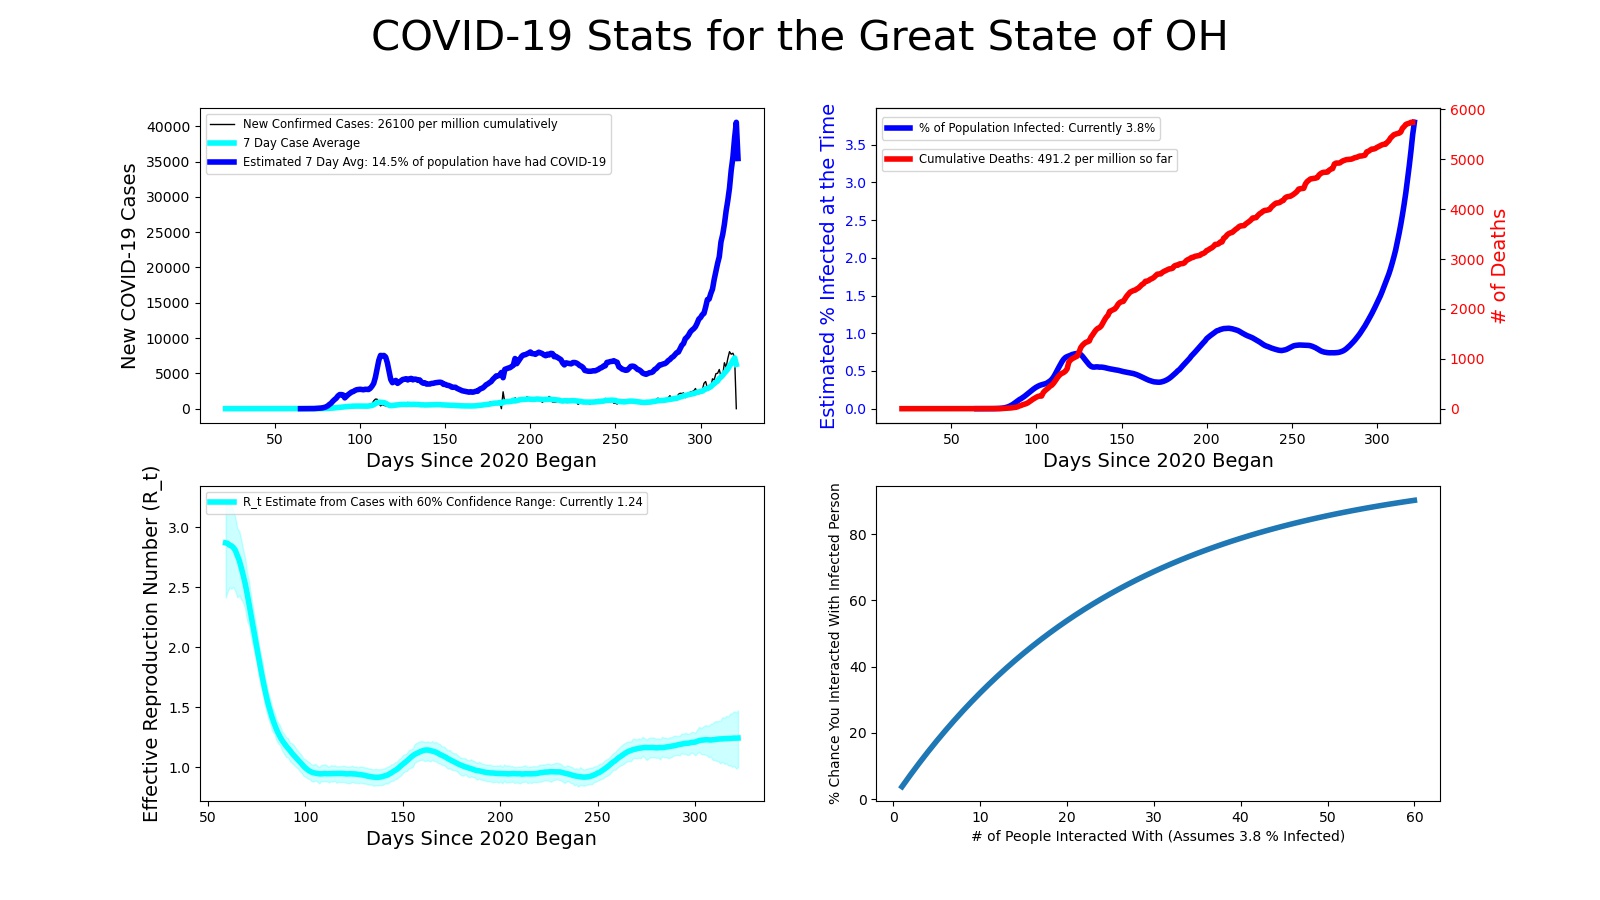 COVID-19 Stats for the Great State of OH
New COVID-19 Cases
40000
35000
30000
25000
20000
15000
10000
5000
0
New Confirmed Cases: 26100 per million cumulatively
7 Day Case Average
Estimated 7 Day Avg: 14.5% of population have had COVID-19
50 100 150 200 250 300
Days Since 2020 Began
Estimated % Infected at the Time
3.5
3.0
2.5
2.0
1.5
1.0
0.5
0.0
% of Population Infected: Currently 3.8%
Cumulative Deaths: 491.2 per million so far
6000
5000
4000
3000
2000
1000
0
# of Deaths
50 100 150 200 250 300
Days Since 2020 Began
Effective Reproduction Number (R_t)
3.0
2.5
2.0
1.5
1.0
R_t Estimate from Cases with 60% Confidence Range: Currently 1.24
50 100 150 200 250 300
Days Since 2020 Began
% Chance You Interacted With Infected Person
80
60
40
20
0
0 10 20 30 40 50 60
# of People Interacted With (Assumes 3.8 % Infected)